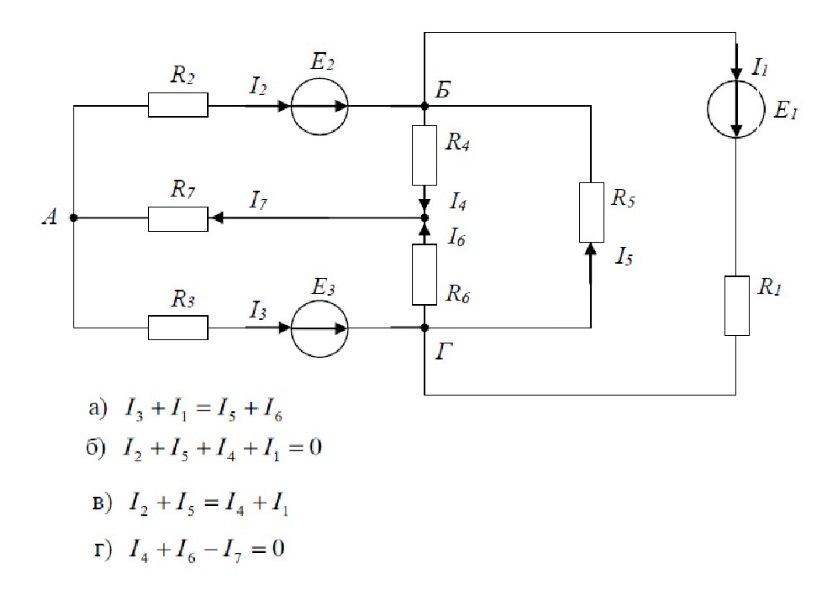 I₁
E₂
R₂ I₂ Б E₁
R₄
R₇ I₇ I₄ R₅
А
I₆
I₅
E₃ R₁
R₃ I₃ R₆
Г
а) I₃ + I₁ = I₅ + I₆
б) I₂ + I₅ + I₄ + I₁ = 0
в) I₂ + I₅ = I₄ + I₁
г) I₄ + I₆ − I₇ = 0